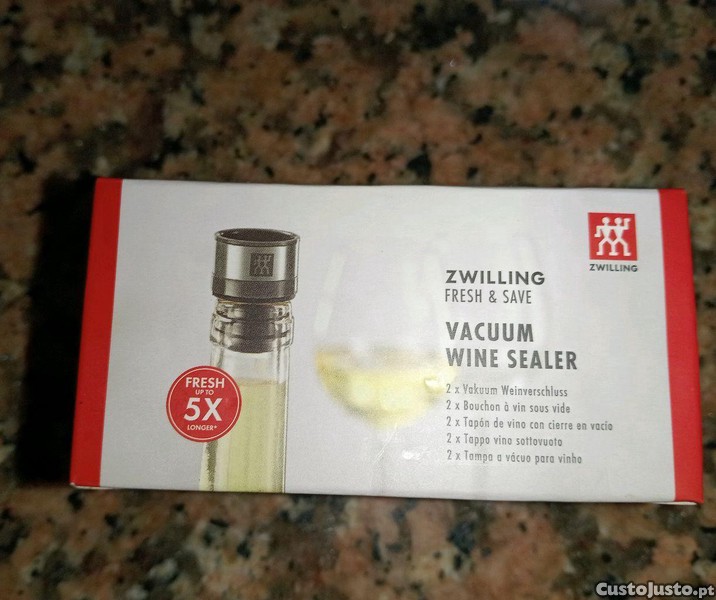 ZWILLING
ZWILLING
FRESH & SAVE
VACUUM
WINE SEALER
2 x Vakuum Weinverschluss
2 x Bouchon à vin sous vide
2 x Tapón de vino con cierre en vacío
2 x Tappo vino sottovuoto
2 x Tampa a vácuo para vinho
FRESH
UP TO
5X
LONGER*
CustoJusto.pt